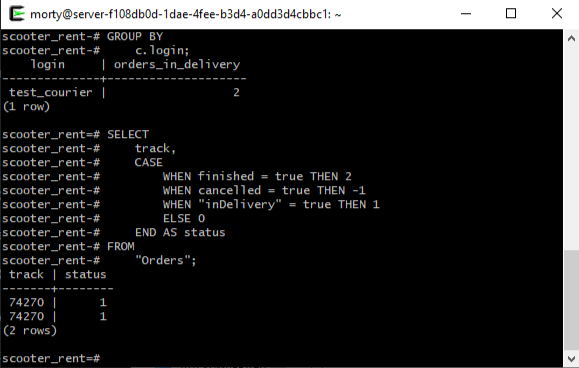 morty@server-f108db0d-1dae-4fee-b3d4-a0dd3d4cbbc1: ~
scooter_rent-# GROUP BY
scooter_rent-#     c.login;
    login     | orders_in_delivery
--------------+--------------------
 test_courier |                  2
(1 row)

scooter_rent=# SELECT
scooter_rent-#     track,
scooter_rent-#     CASE
scooter_rent-#         WHEN finished = true THEN 2
scooter_rent-#         WHEN cancelled = true THEN -1
scooter_rent-#         WHEN "inDelivery" = true THEN 1
scooter_rent-#         ELSE 0
scooter_rent-#     END AS status
scooter_rent-# FROM
scooter_rent-#     "Orders";
 track | status
-------+--------
 74270 |      1
 74270 |      1
(2 rows)

scooter_rent=#